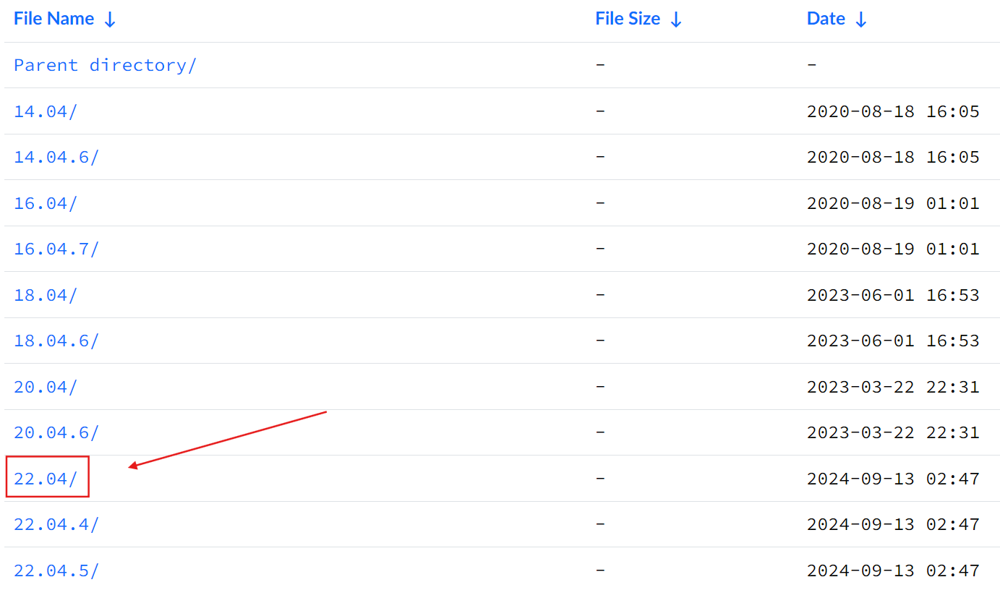 File Name ↓ File Size ↓ Date ↓
Parent directory/ - -
14.04/ - 2020-08-18 16:05
14.04.6/ - 2020-08-18 16:05
16.04/ - 2020-08-19 01:01
16.04.7/ - 2020-08-19 01:01
18.04/ - 2023-06-01 16:53
18.04.6/ - 2023-06-01 16:53
20.04/ - 2023-03-22 22:31
20.04.6/ - 2023-03-22 22:31
22.04/ - 2024-09-13 02:47
22.04.4/ - 2024-09-13 02:47
22.04.5/ - 2024-09-13 02:47